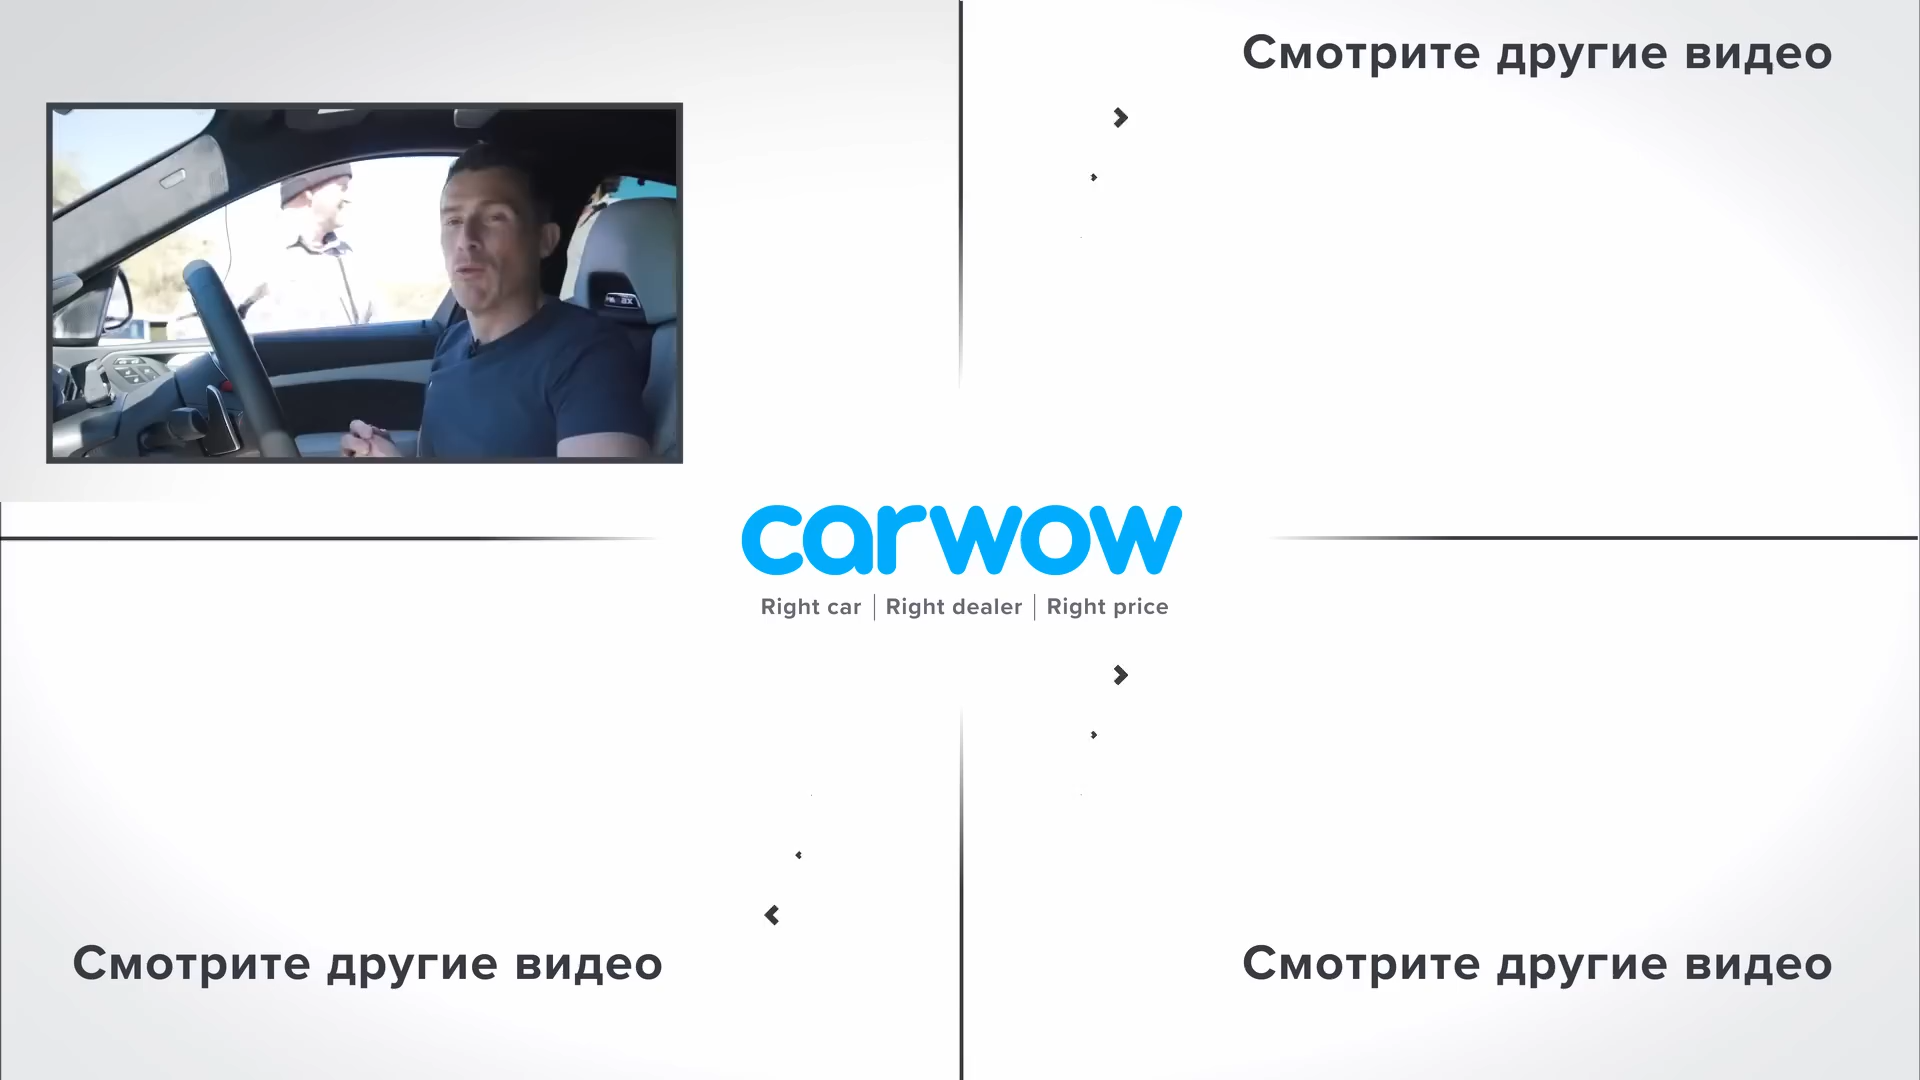 Смотрите другие видео
carwow
Right car | Right dealer | Right price
Смотрите другие видео
Смотрите другие видео